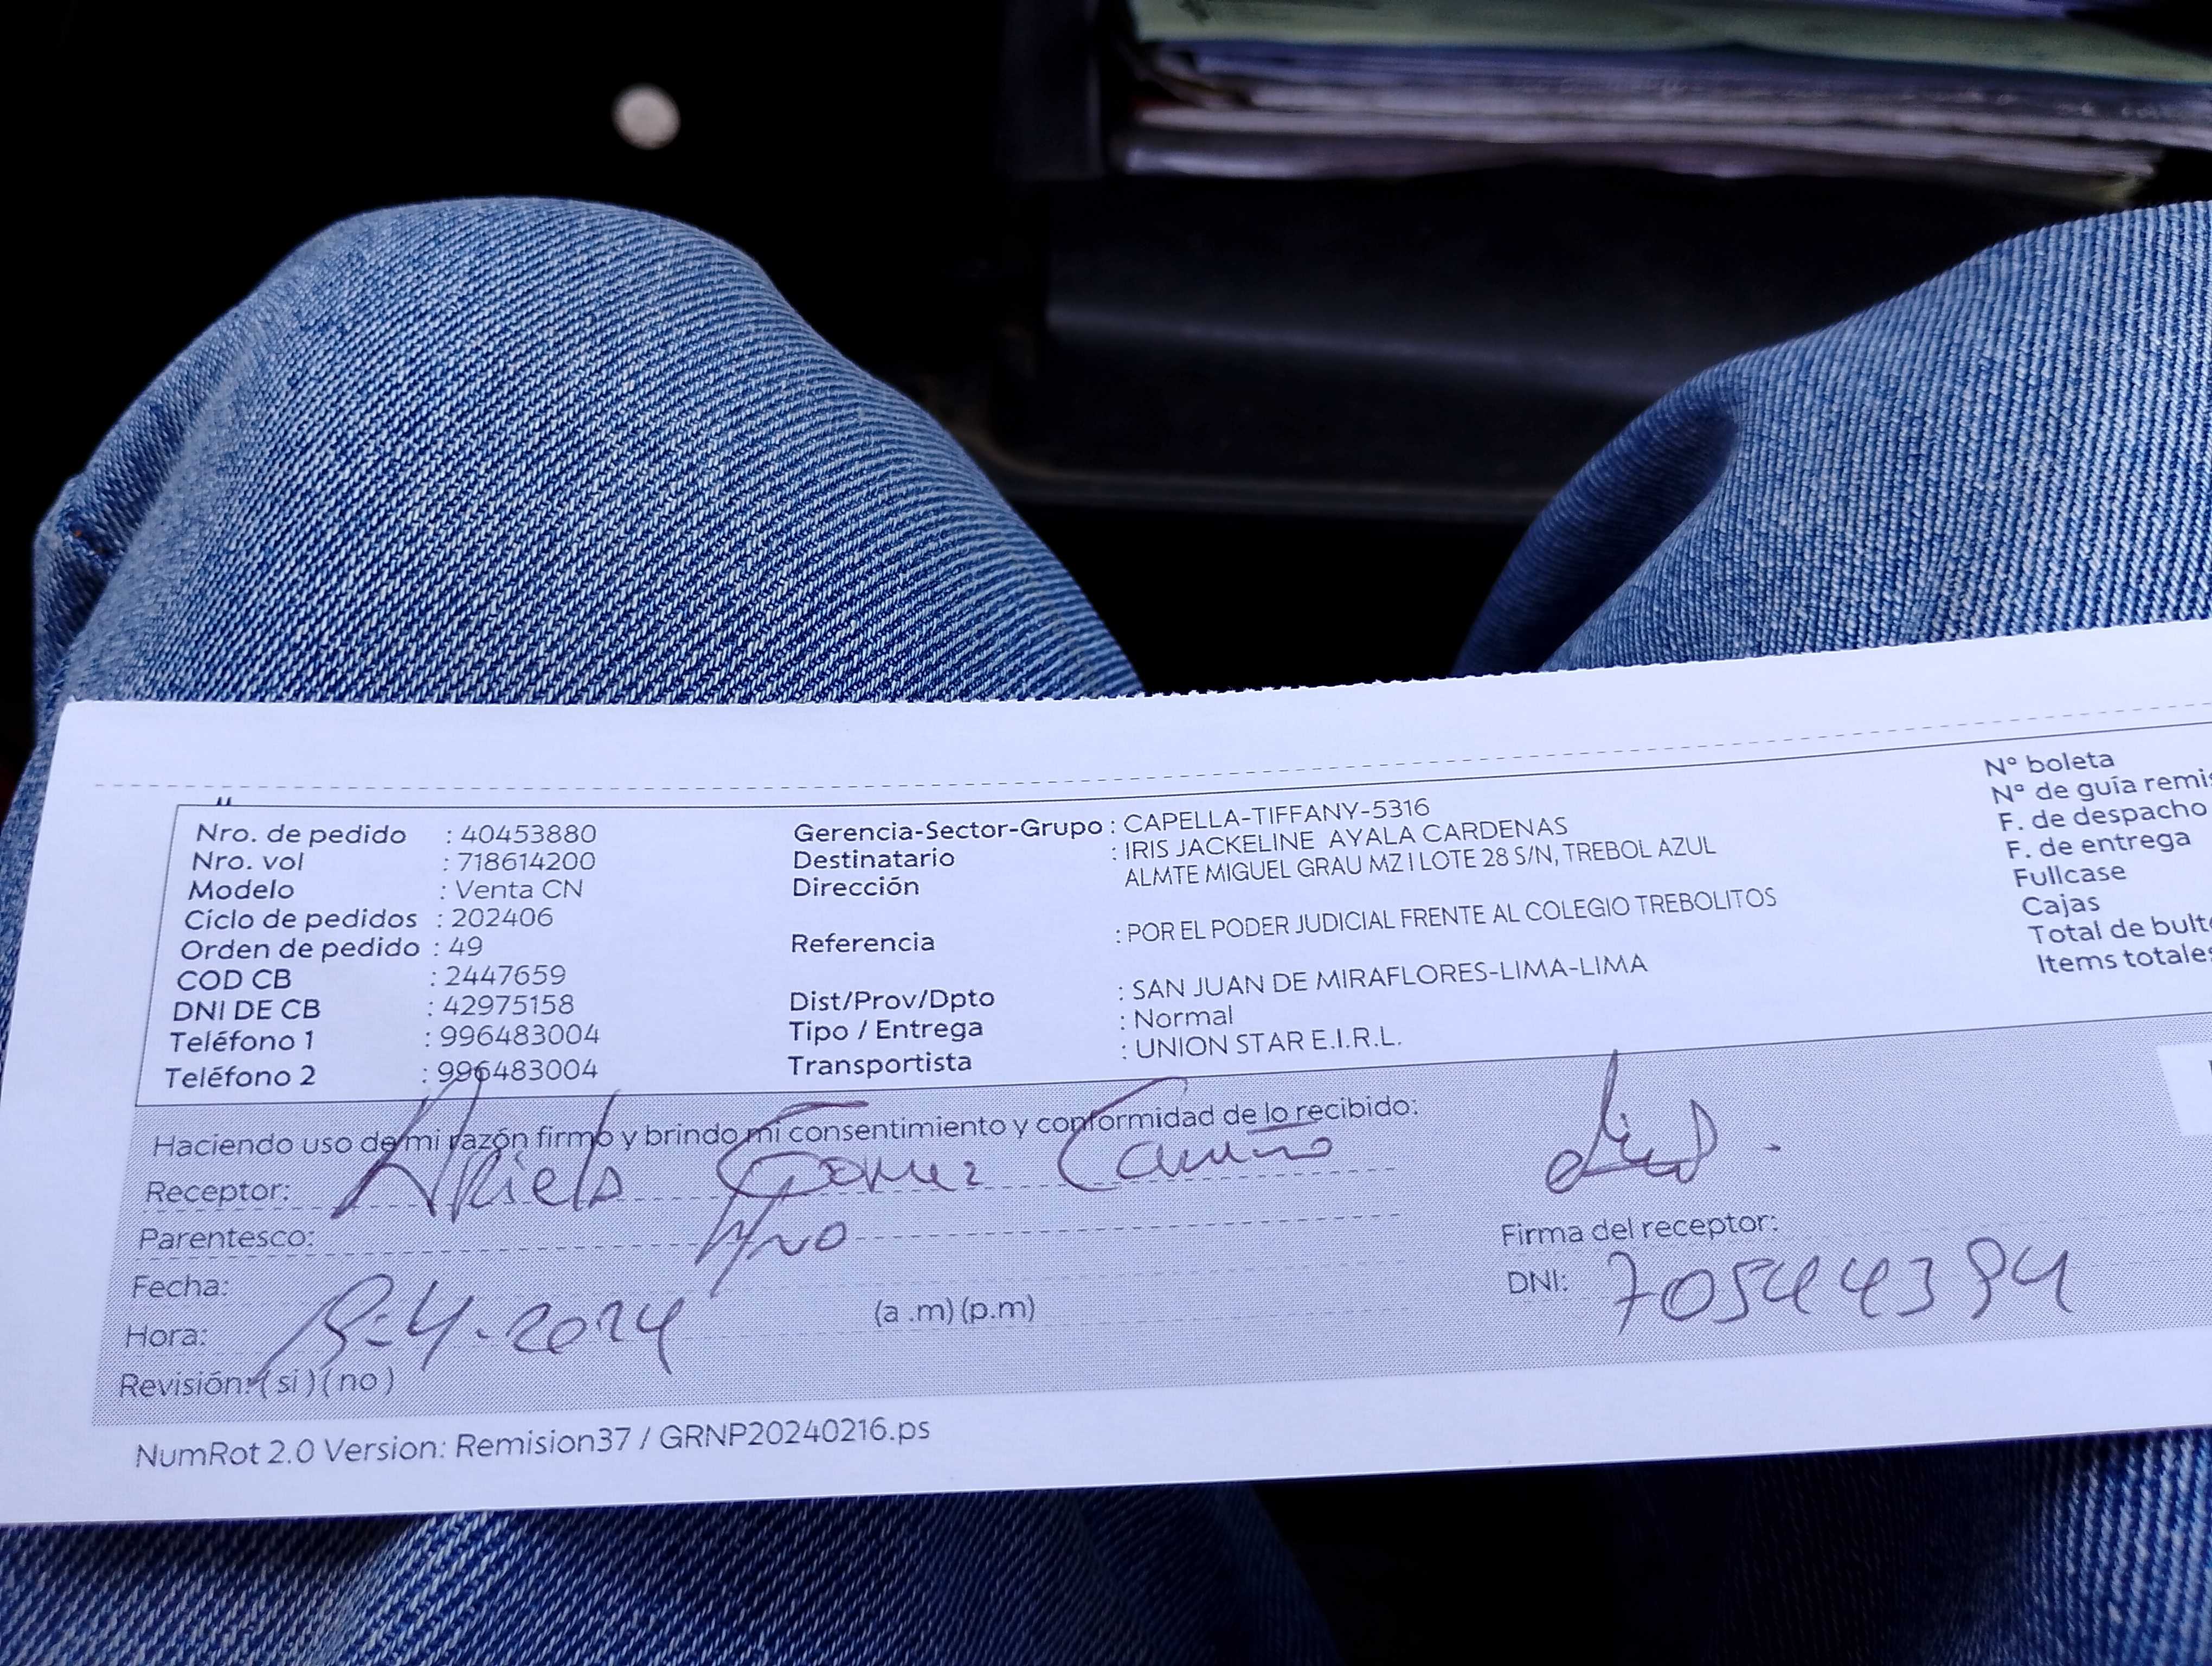 Nro. de pedido : 40453880
Nro. vol : 718614200
Modelo : Venta CN
Ciclo de pedidos : 202406
Orden de pedido : 49
COD CB : 2447659
DNI DE CB : 42975158
Teléfono 1 : 996483004
Teléfono 2 : 996483004
Gerencia-Sector-Grupo : CAPELLA-TIFFANY-5316
Destinatario : IRIS JACKELINE AYALA CARDENAS
Dirección ALMTE MIGUEL GRAU MZ I LOTE 28 S/N, TREBOL AZUL
Referencia : POR EL PODER JUDICIAL FRENTE AL COLEGIO TREBOLITOS
Dist/Prov/Dpto : SAN JUAN DE MIRAFLORES-LIMA-LIMA
Tipo / Entrega : Normal
Transportista : UNION STAR E.I.R.L.
N° boleta
N° de guía remis
F. de despacho
F. de entrega
Fullcase
Cajas
Total de bulto
Items totales
Haciendo uso de mi razón firmo y brindo mi consentimiento y conformidad de lo recibido:
Receptor: Gomez
Parentesco:
Fecha:
Hora: (a .m) (p.m)
Revisión: ( si ) ( no )
Firma del receptor:
DNI: 70544394
NumRot 2.0 Version: Remision37 / GRNP20240216.ps